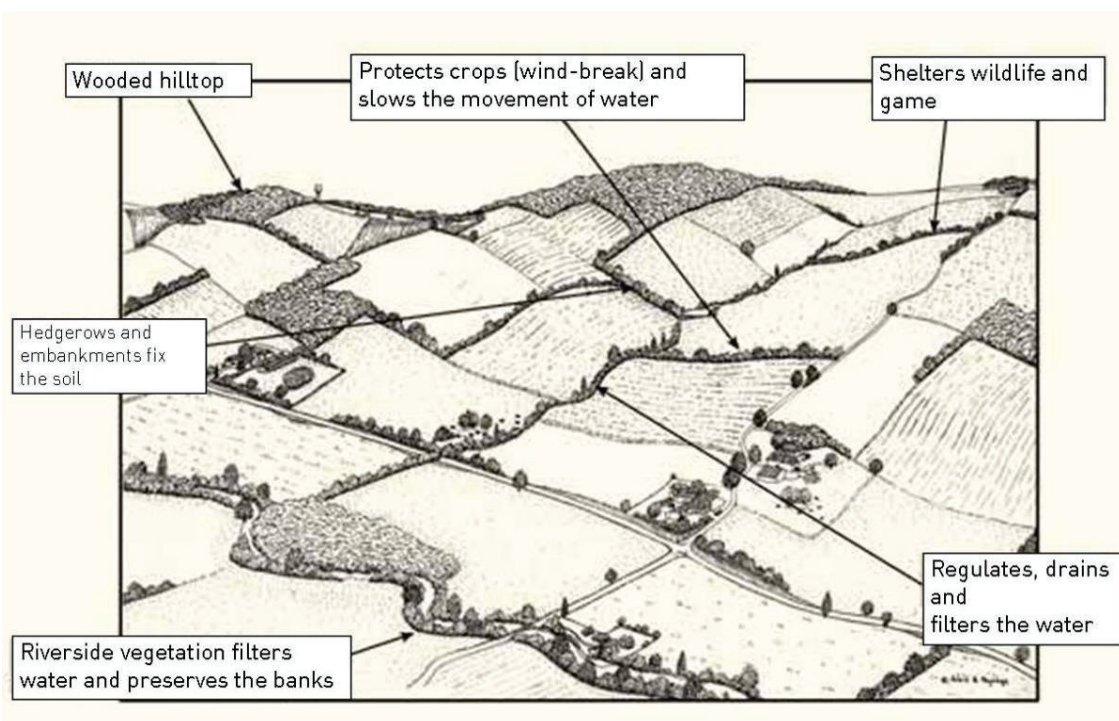 Wooded hilltop
Protects crops (wind-break) and
slows the movement of water
Shelters wildlife and
game
Hedgerows and
embankments fix
the soil
Regulates, drains
and
filters the water
Riverside vegetation filters
water and preserves the banks